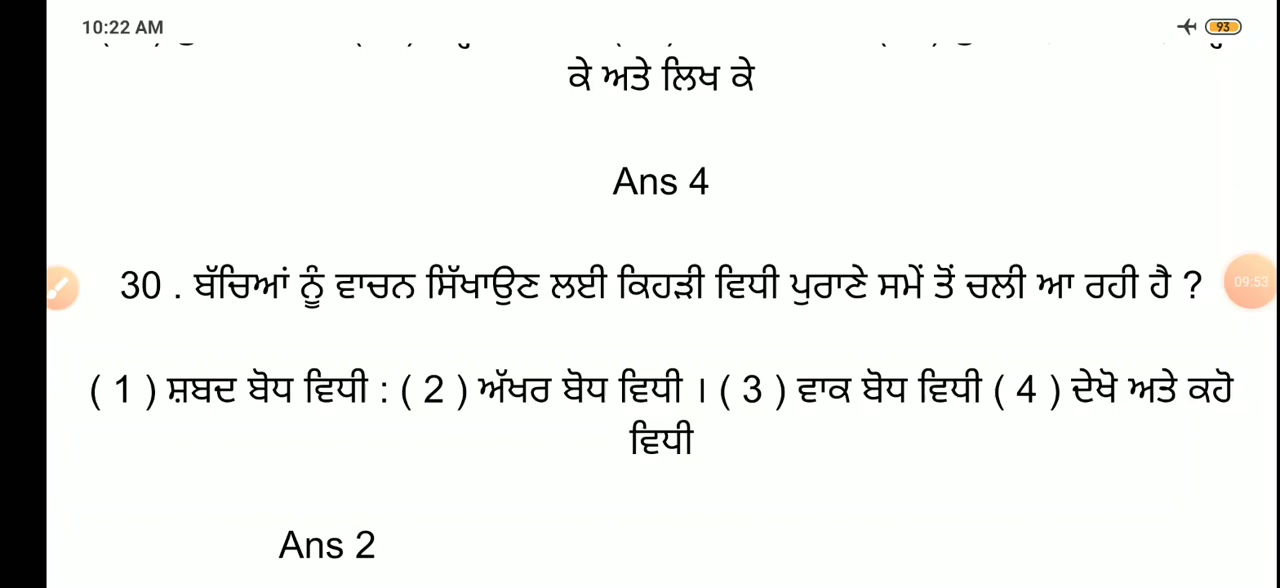 10:22 AM
93
ਕੇ ਅਤੇ ਲਿਖ ਕੇ
Ans 4
30 . ਬੱਚਿਆਂ ਨੂੰ ਵਾਚਨ ਸਿੱਖਾਉਣ ਲਈ ਕਿਹੜੀ ਵਿਧੀ ਪੁਰਾਣੇ ਸਮੇਂ ਤੋਂ ਚਲੀ ਆ ਰਹੀ ਹੈ ?
09:53
( 1 ) ਸ਼ਬਦ ਬੋਧ ਵਿਧੀ : ( 2 ) ਅੱਖਰ ਬੋਧ ਵਿਧੀ । ( 3 ) ਵਾਕ ਬੋਧ ਵਿਧੀ ( 4 ) ਦੇਖੋ ਅਤੇ ਕਹੋ
ਵਿਧੀ
Ans 2